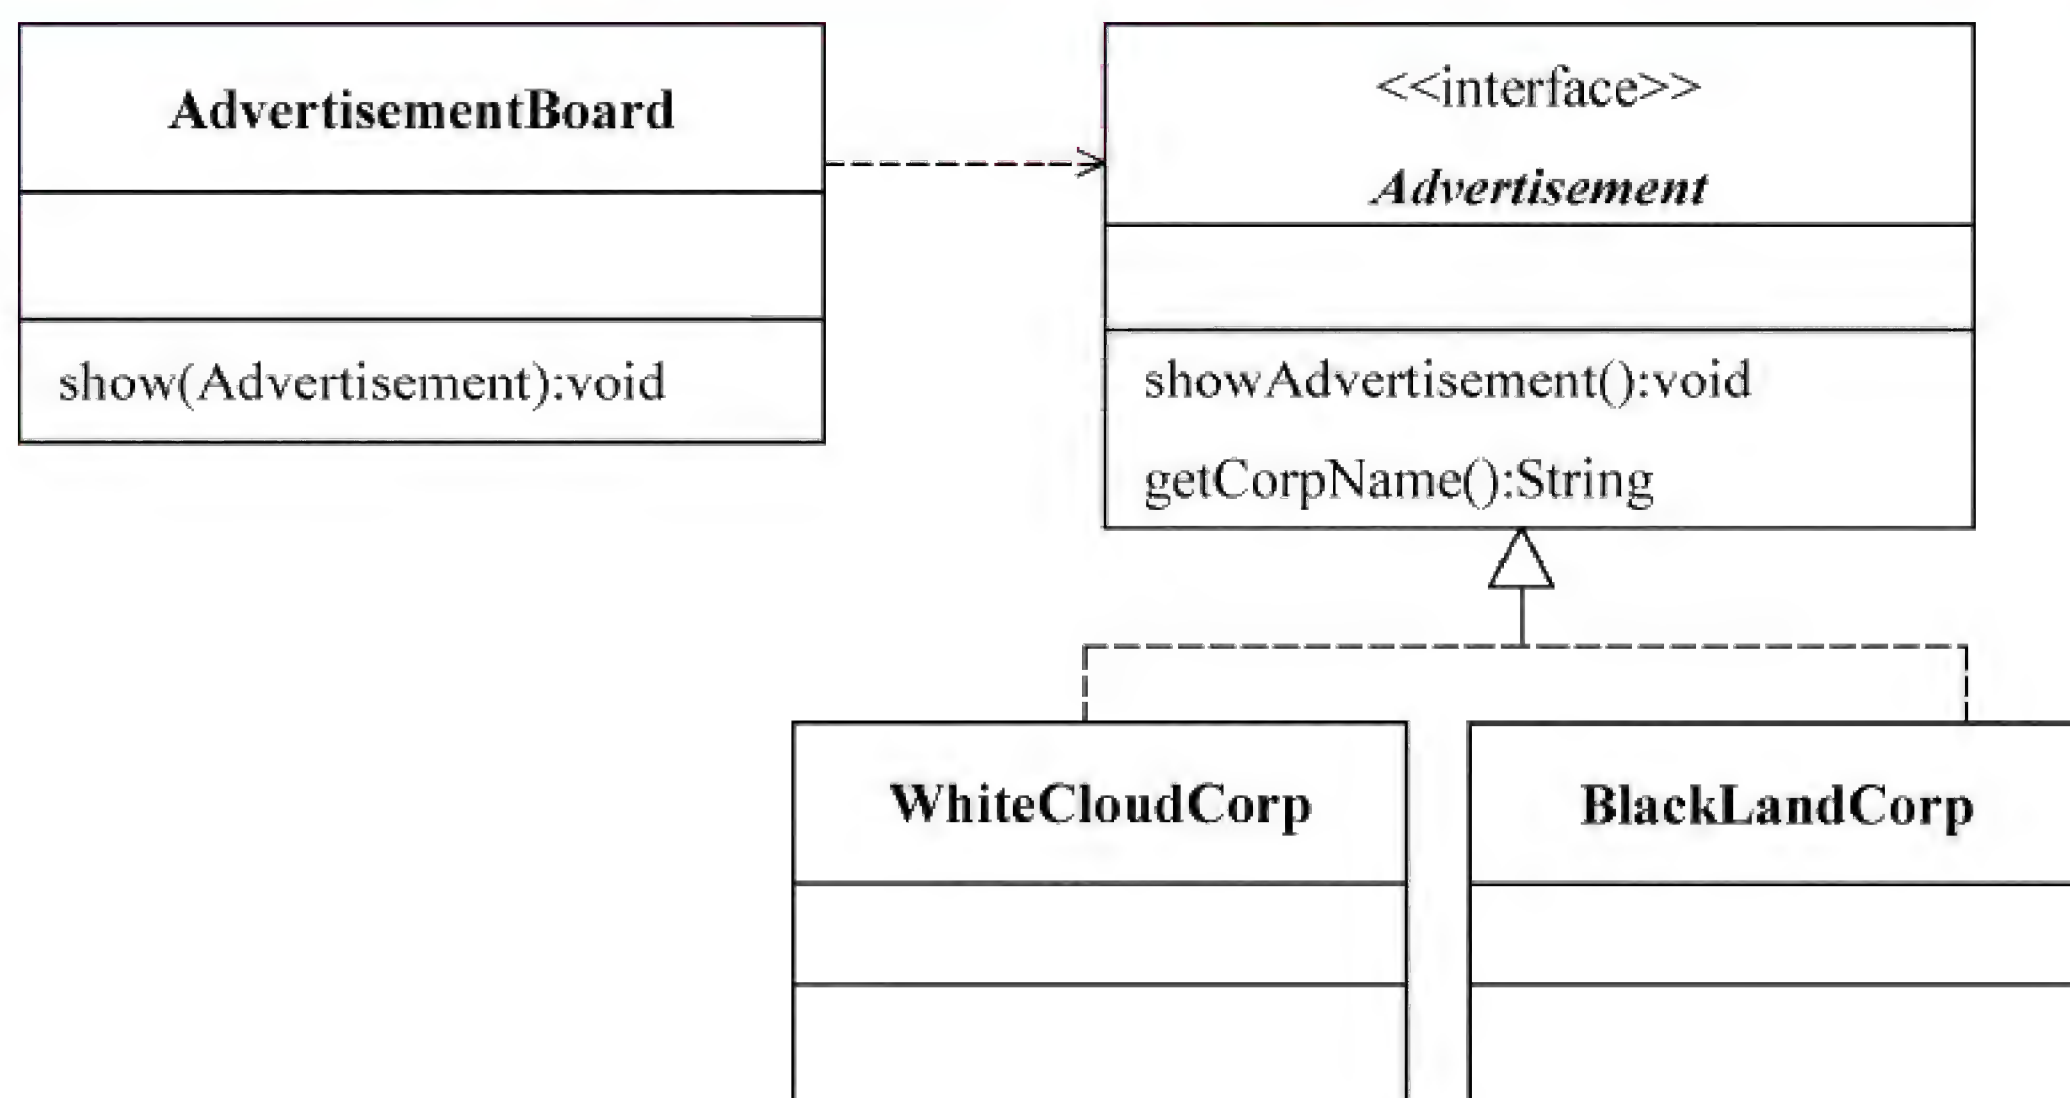 AdvertisementBoard
show(Advertisement):void
<<interface>>
Advertisement
showAdvertisement():void
getCorpName():String
WhiteCloudCorp
BlackLandCorp